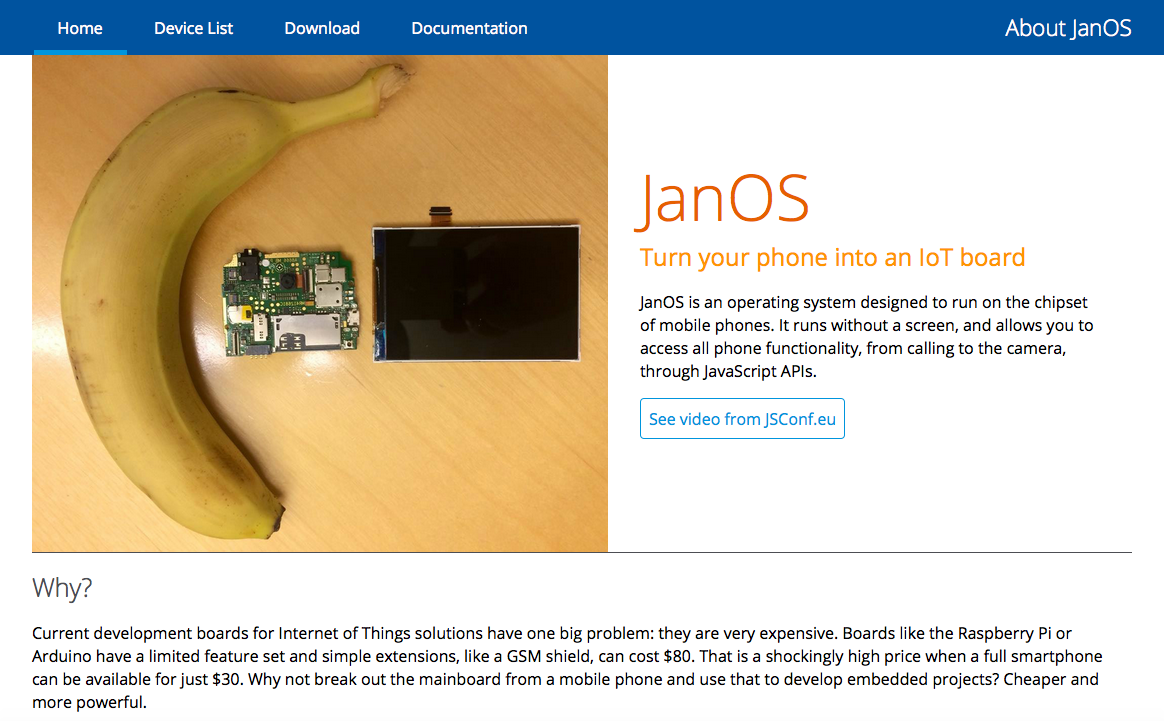 Home Device List Download Documentation About JanOS
JanOS
Turn your phone into an IoT board
JanOS is an operating system designed to run on the chipset
of mobile phones. It runs without a screen, and allows you to
access all phone functionality, from calling to the camera,
through JavaScript APIs.
See video from JSConf.eu
Why?
Current development boards for Internet of Things solutions have one big problem: they are very expensive. Boards like the Raspberry Pi or
Arduino have a limited feature set and simple extensions, like a GSM shield, can cost $80. That is a shockingly high price when a full smartphone
can be available for just $30. Why not break out the mainboard from a mobile phone and use that to develop embedded projects? Cheaper and
more powerful.